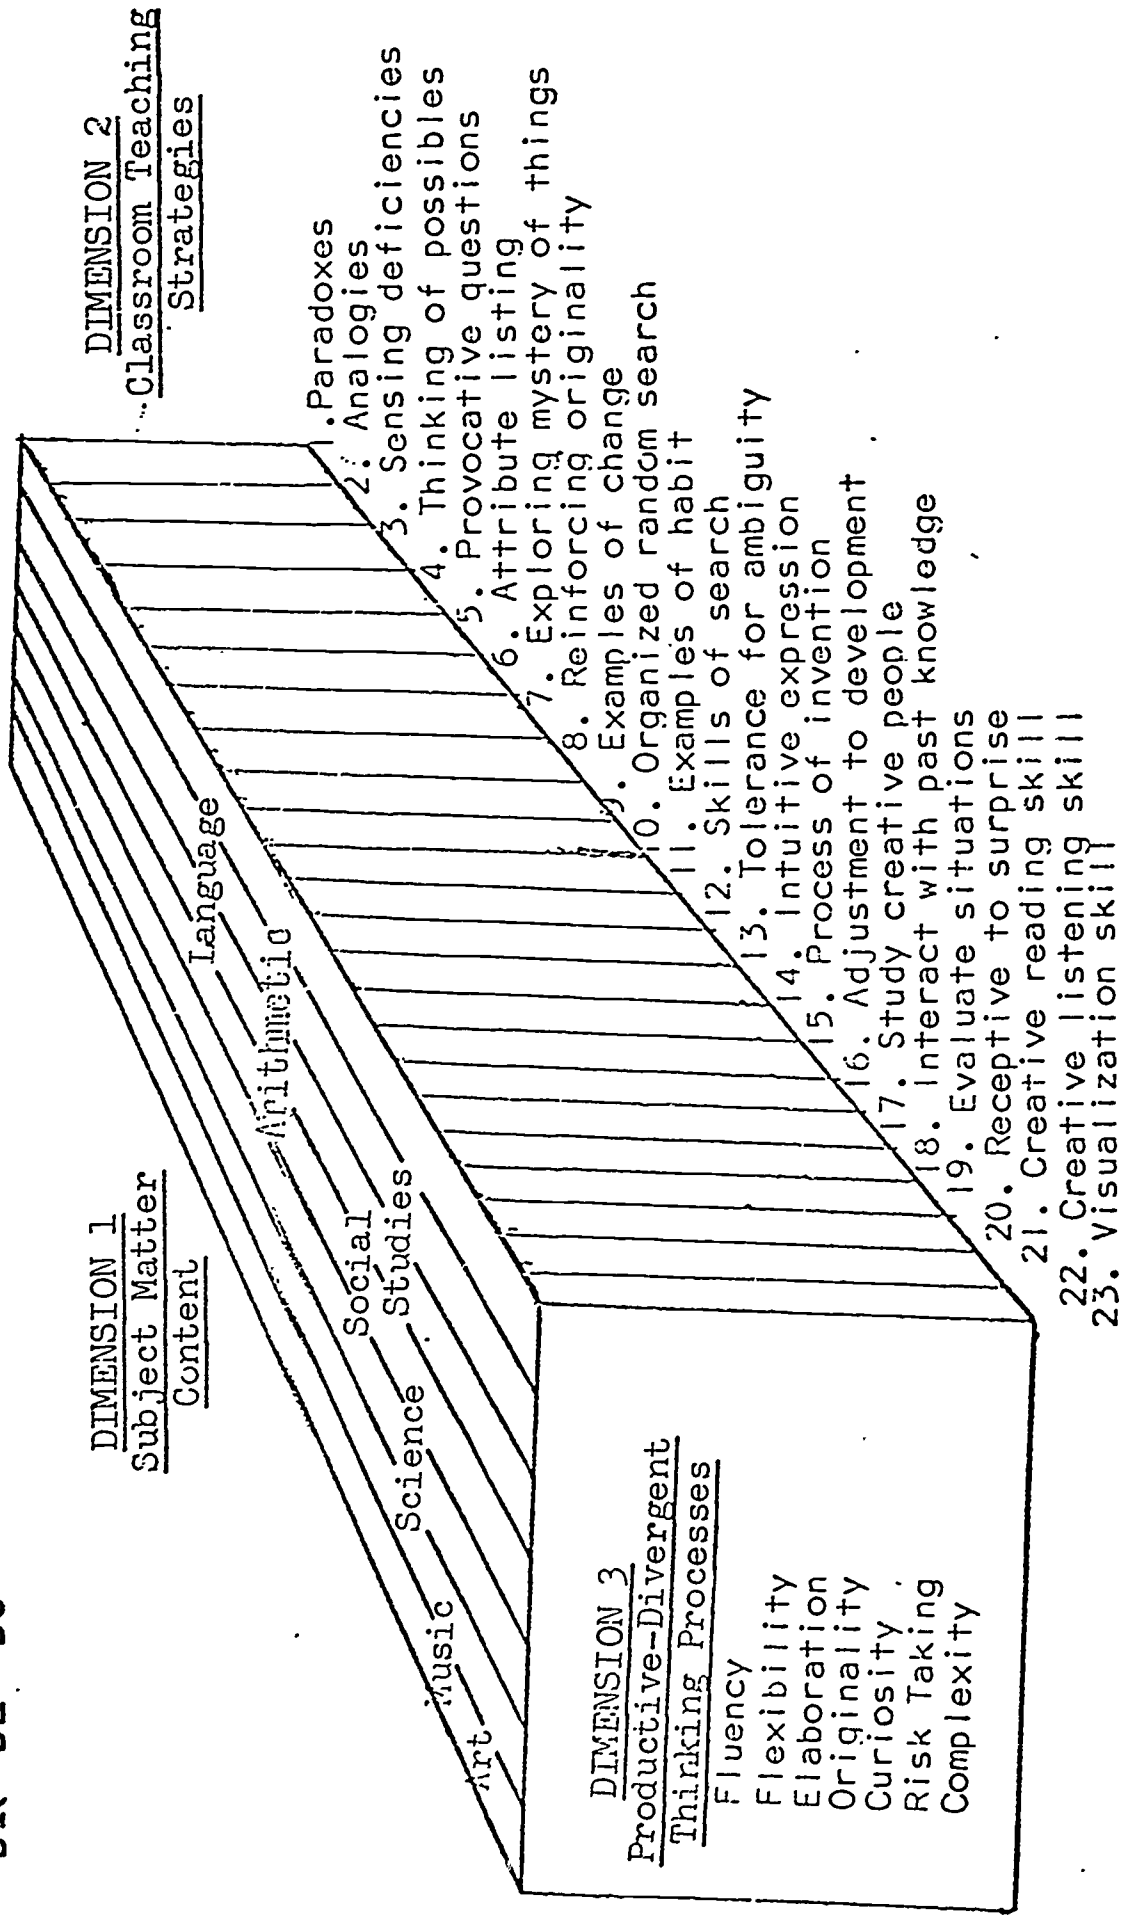 DIMENSION 1
Subject Matter
Content
DIMENSION 2
Classroom Teaching
Strategies
Language
Arithmetic
Social
Studies
Science
Music
Art
DIMENSION 3
Productive-Divergent
Thinking Processes
Fluency
Flexibility
Elaboration
Originality
Curiosity
Risk Taking
Complexity
1. Paradoxes
2. Analogies
3. Sensing deficiencies
4. Thinking of possibles
5. Provocative questions
6. Attribute listing
7. Exploring mystery of things
8. Reinforcing originality
9. Examples of change
10. Organized random search
11. Examples of habit
12. Skills of search
13. Tolerance for ambiguity
14. Intuitive expression
15. Process of invention
16. Adjustment to development
17. Study creative people
18. Interact with past knowledge
19. Evaluate situations
20. Receptive to surprise
21. Creative reading skill
22. Creative listening skill
23. Visualization skill